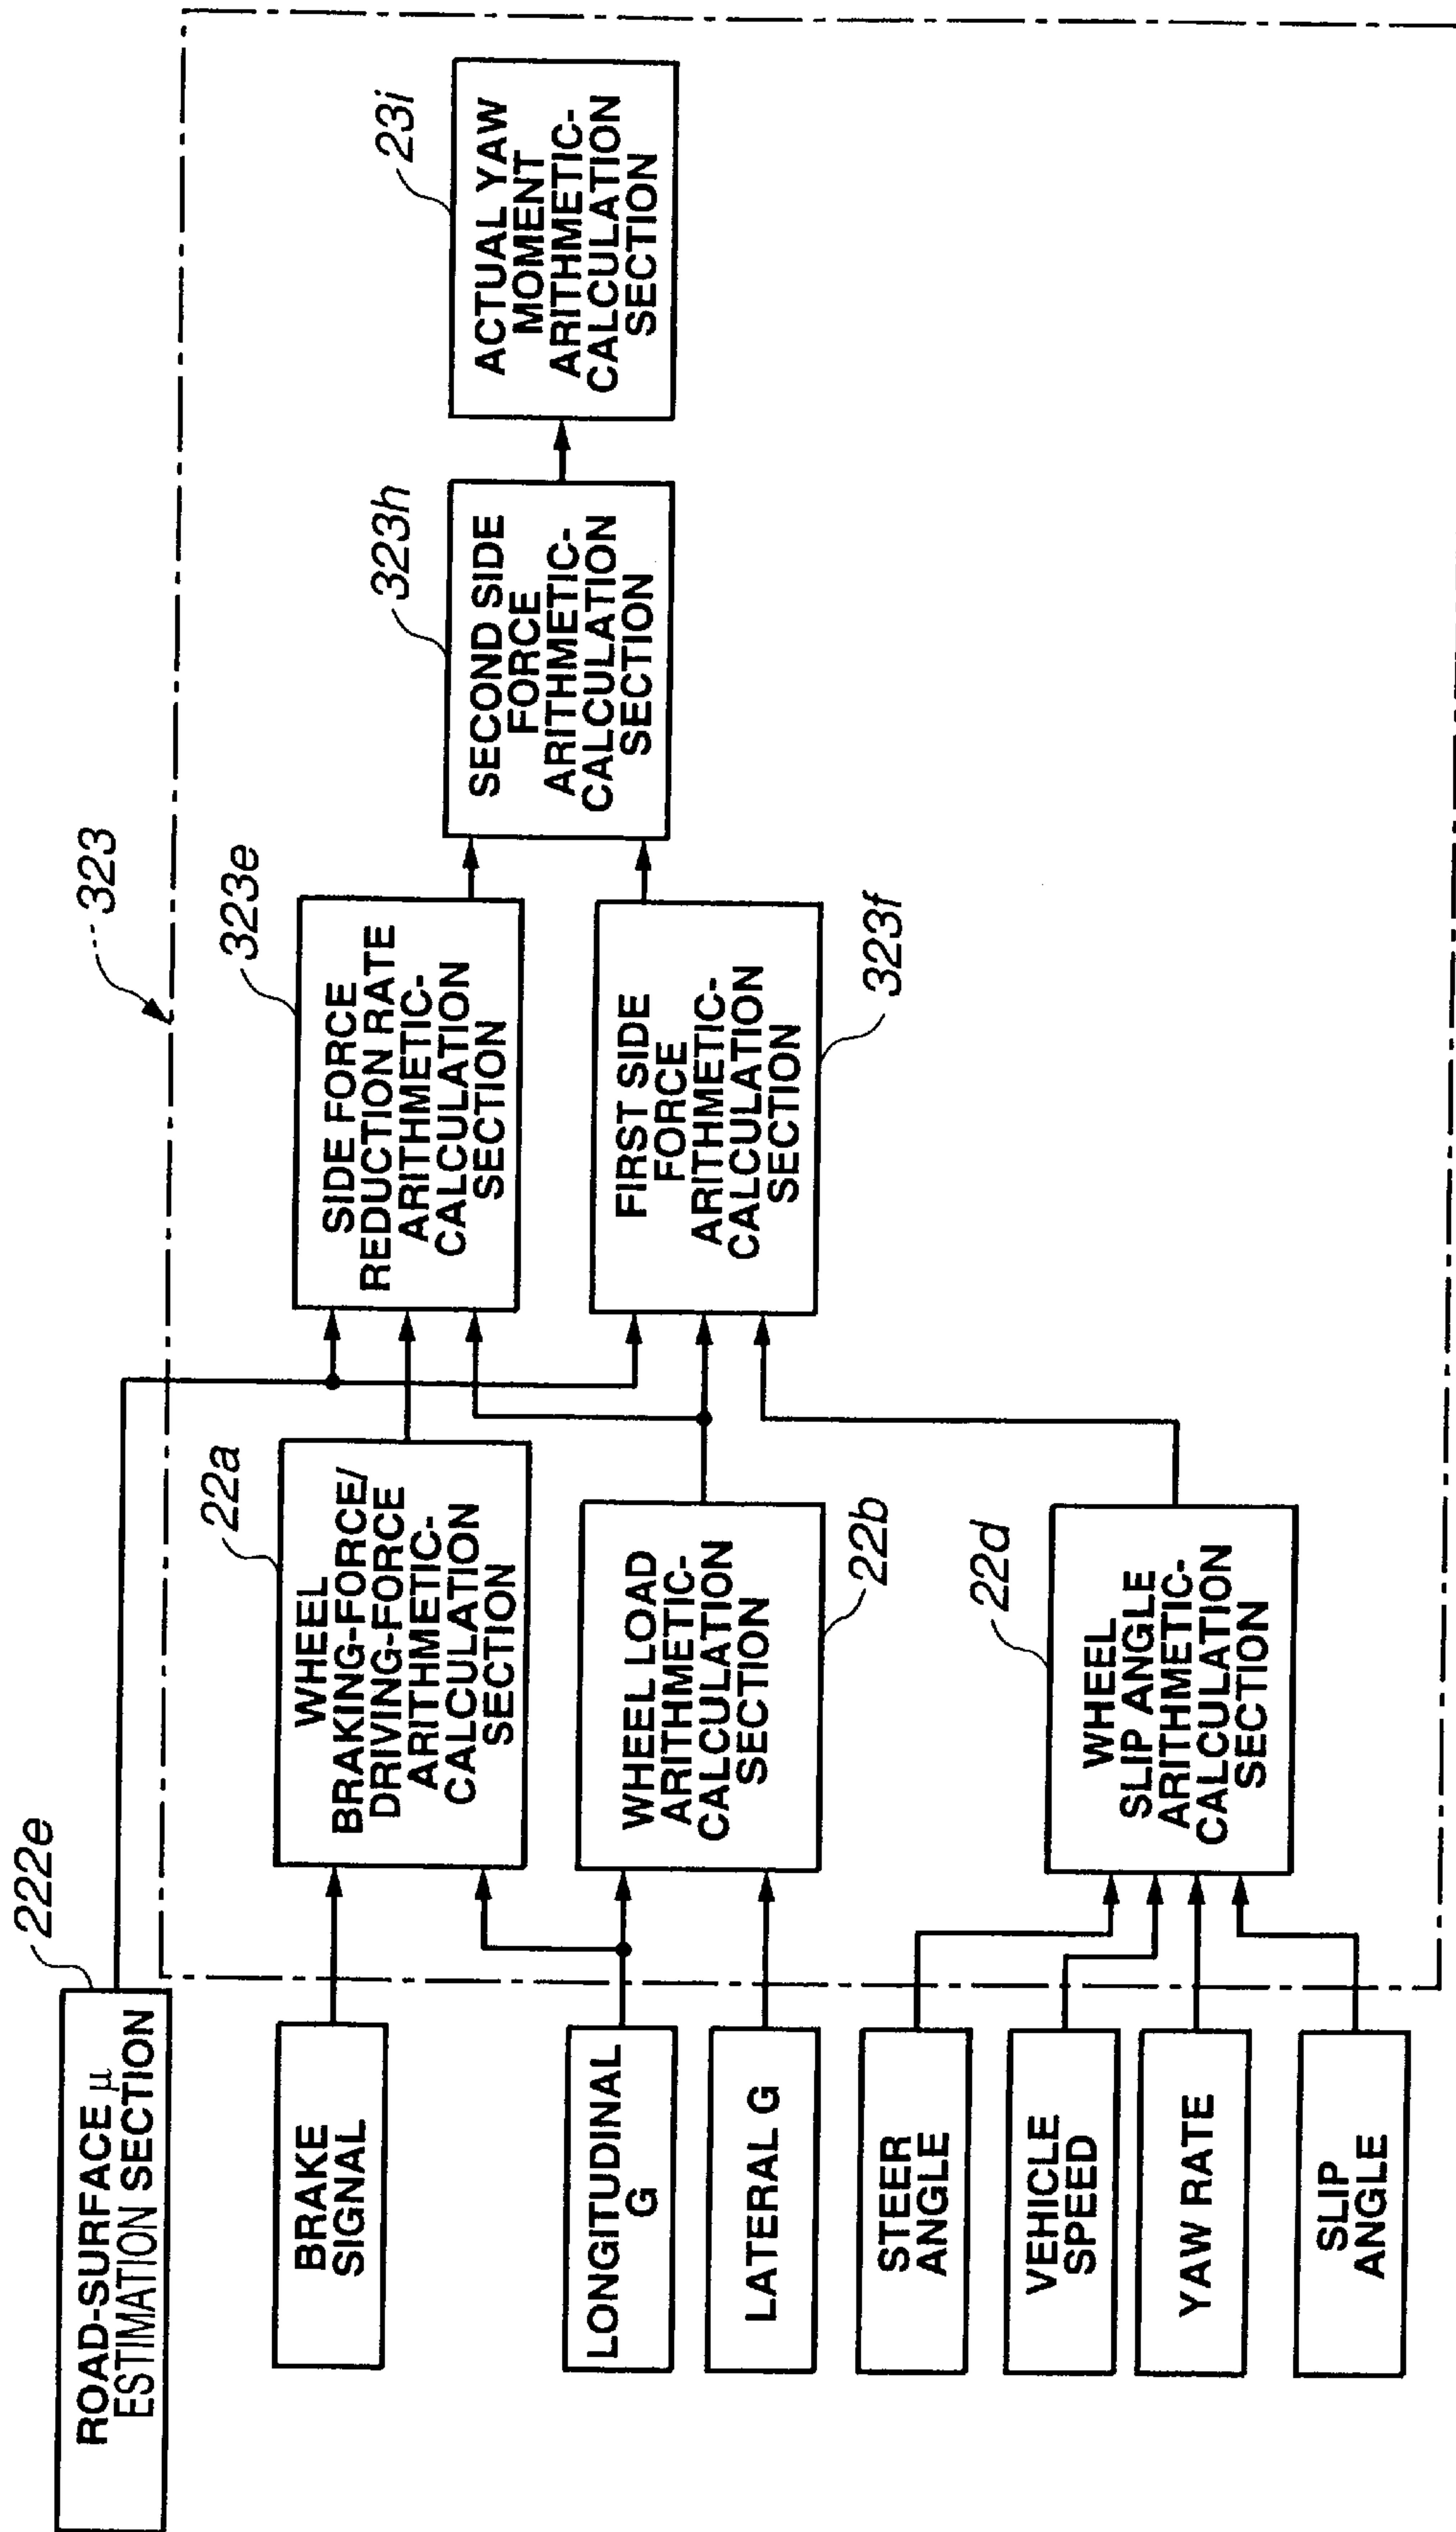 ROAD-SURFACE μ
ESTIMATION SECTION
222e
BRAKE
SIGNAL
LONGITUDINAL
G
LATERAL G
STEER
ANGLE
VEHICLE
SPEED
YAW RATE
SLIP
ANGLE
WHEEL
BRAKING-FORCE/
DRIVING-FORCE
ARITHMETIC-
CALCULATION
SECTION
22a
WHEEL LOAD
ARITHMETIC-
CALCULATION
SECTION
22b
WHEEL
SLIP ANGLE
ARITHMETIC-
CALCULATION
SECTION
22d
323
SIDE FORCE
REDUCTION RATE
ARITHMETIC-
CALCULATION
SECTION
323e
FIRST SIDE
FORCE
ARITHMETIC-
CALCULATION
SECTION
323f
SECOND SIDE
FORCE
ARITHMETIC-
CALCULATION
SECTION
323h
ACTUAL YAW
MOMENT
ARITHMETIC-
CALCULATION
SECTION
23i